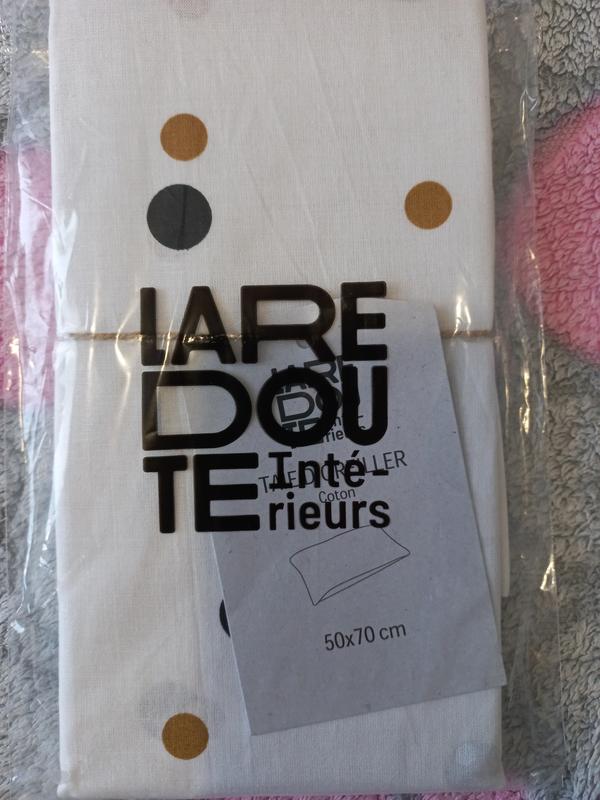 LARE
DOU
TE Inté-
rieurs
TAIE D'OREILLER
Coton
50x70 cm